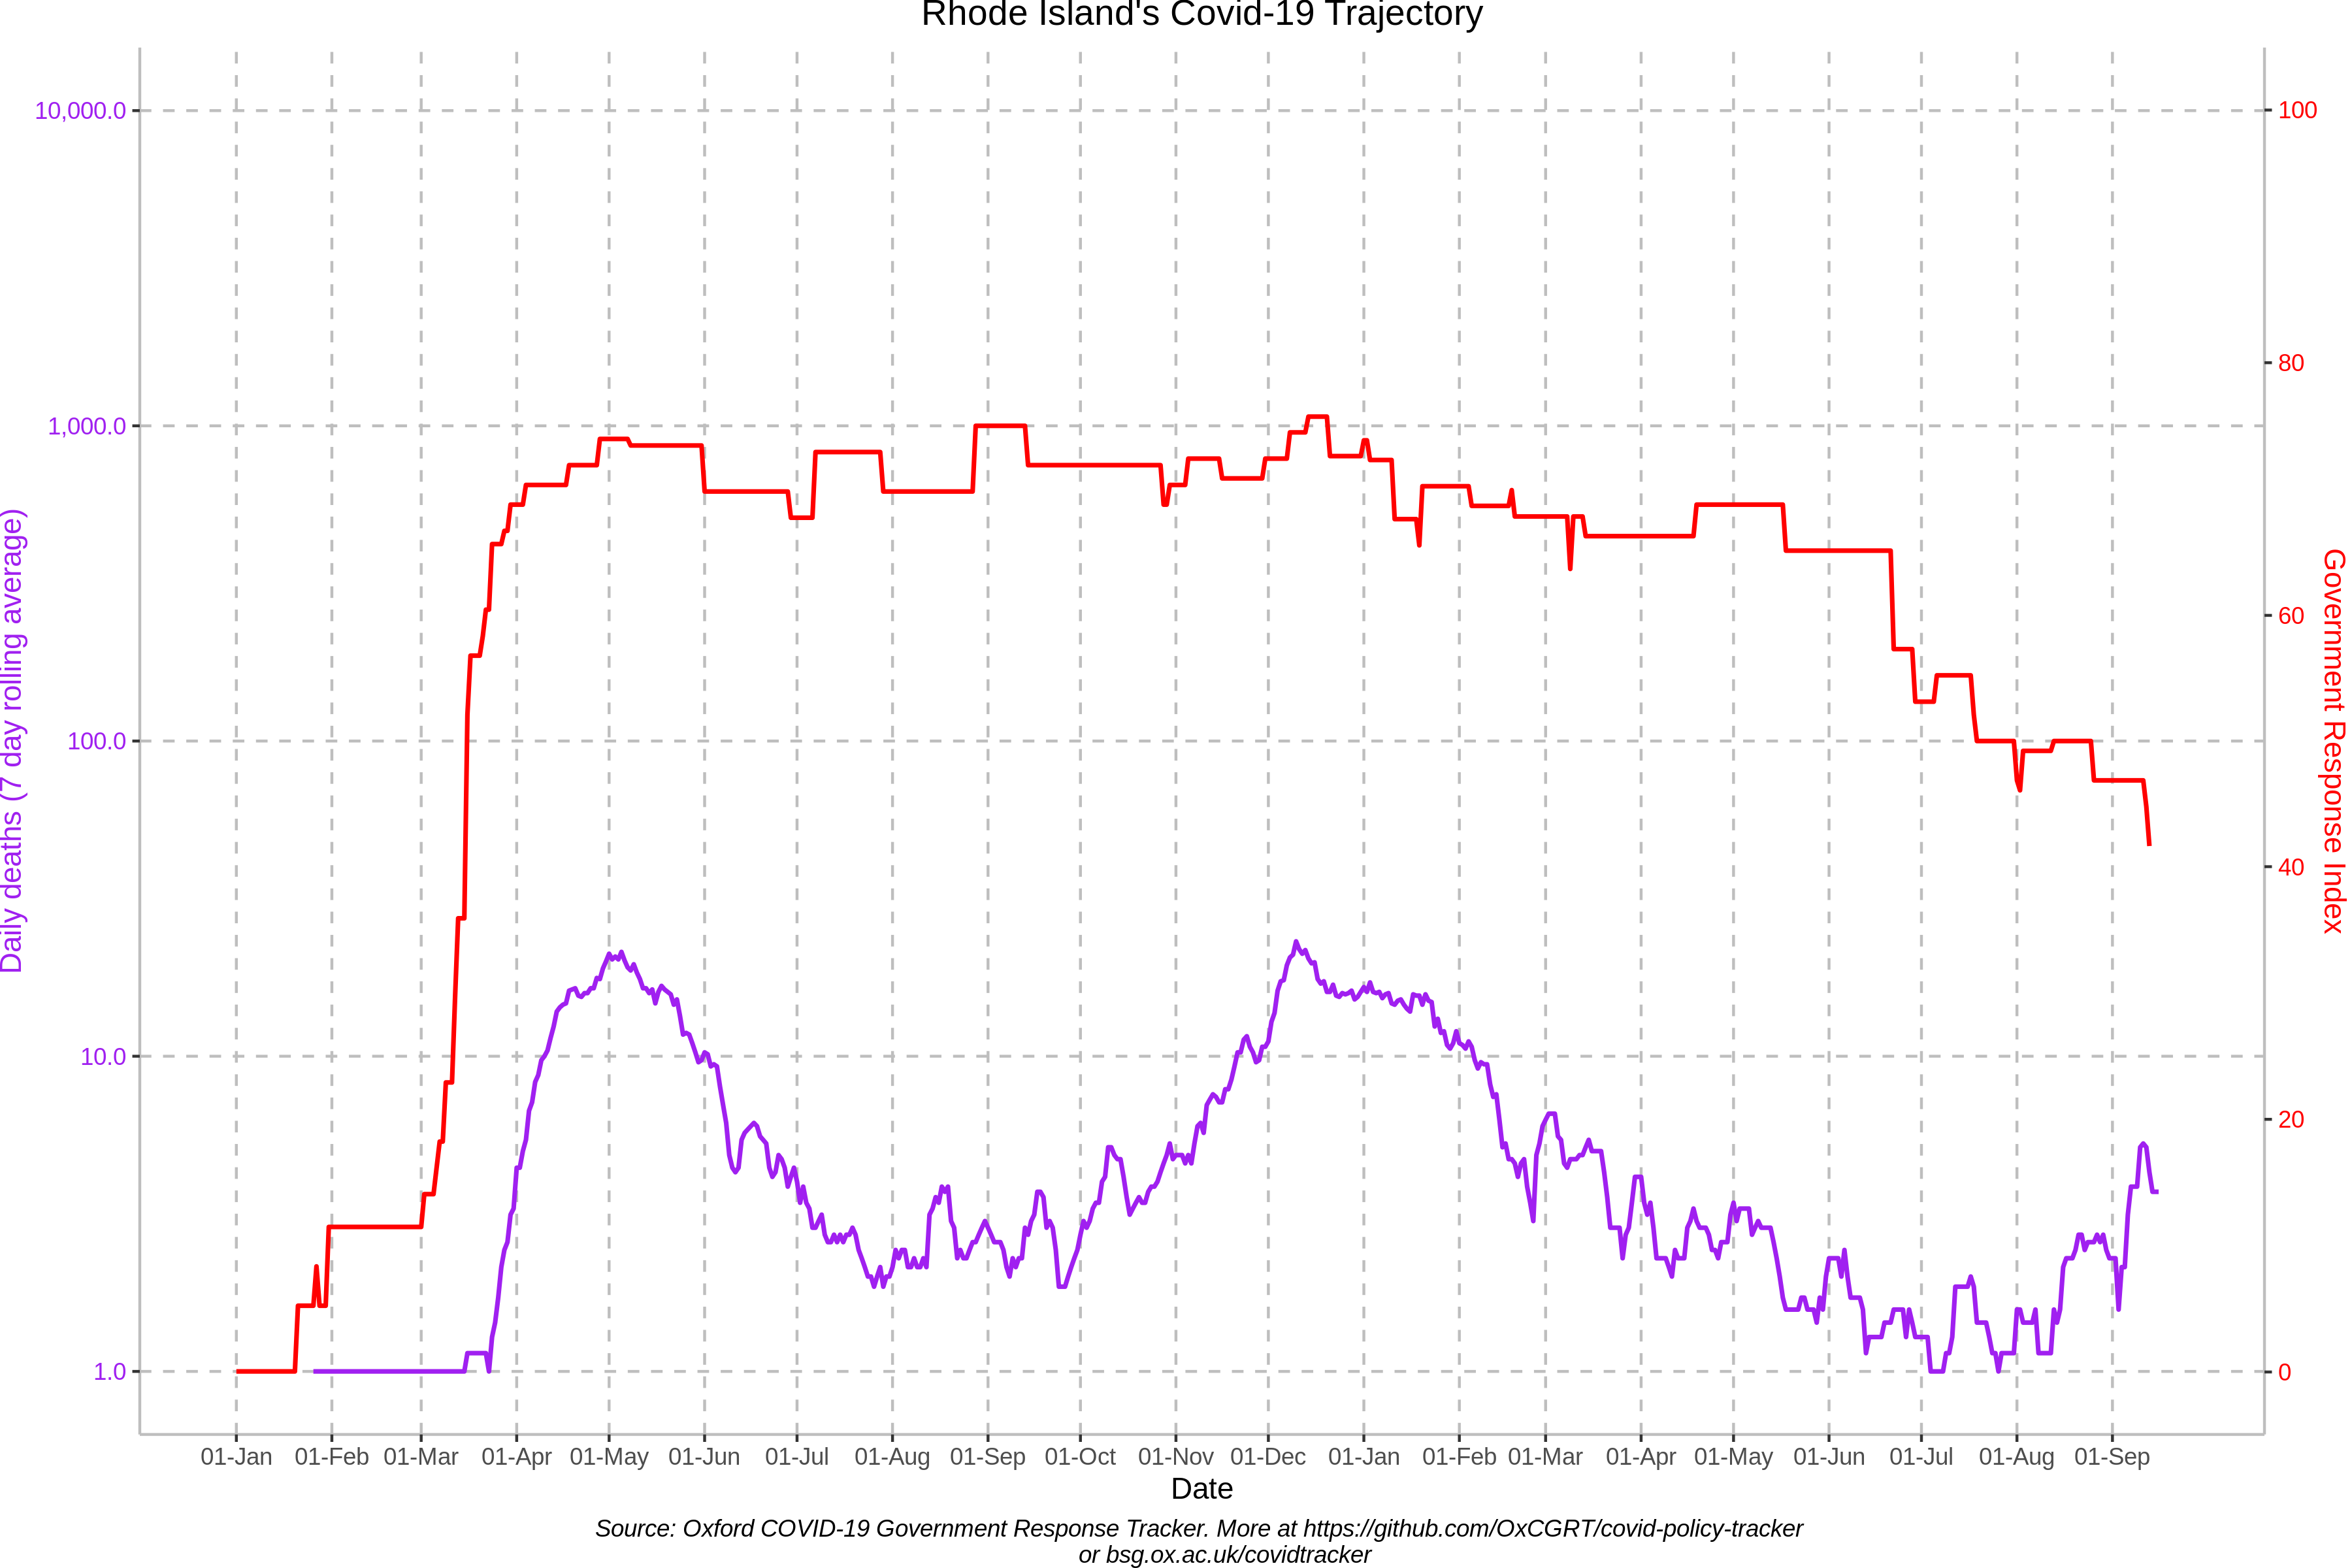 Rhode Island's Covid-19 Trajectory
10,000.0
1,000.0
100.0
10.0
1.0
Daily deaths (7 day rolling average)
100
80
60
40
20
0
Government Response Index
01-Jan 01-Feb 01-Mar 01-Apr 01-May 01-Jun 01-Jul 01-Aug 01-Sep 01-Oct 01-Nov 01-Dec 01-Jan 01-Feb 01-Mar 01-Apr 01-May 01-Jun 01-Jul 01-Aug 01-Sep
Date
Source: Oxford COVID-19 Government Response Tracker. More at https://github.com/OxCGRT/covid-policy-tracker
or bsg.ox.ac.uk/covidtracker